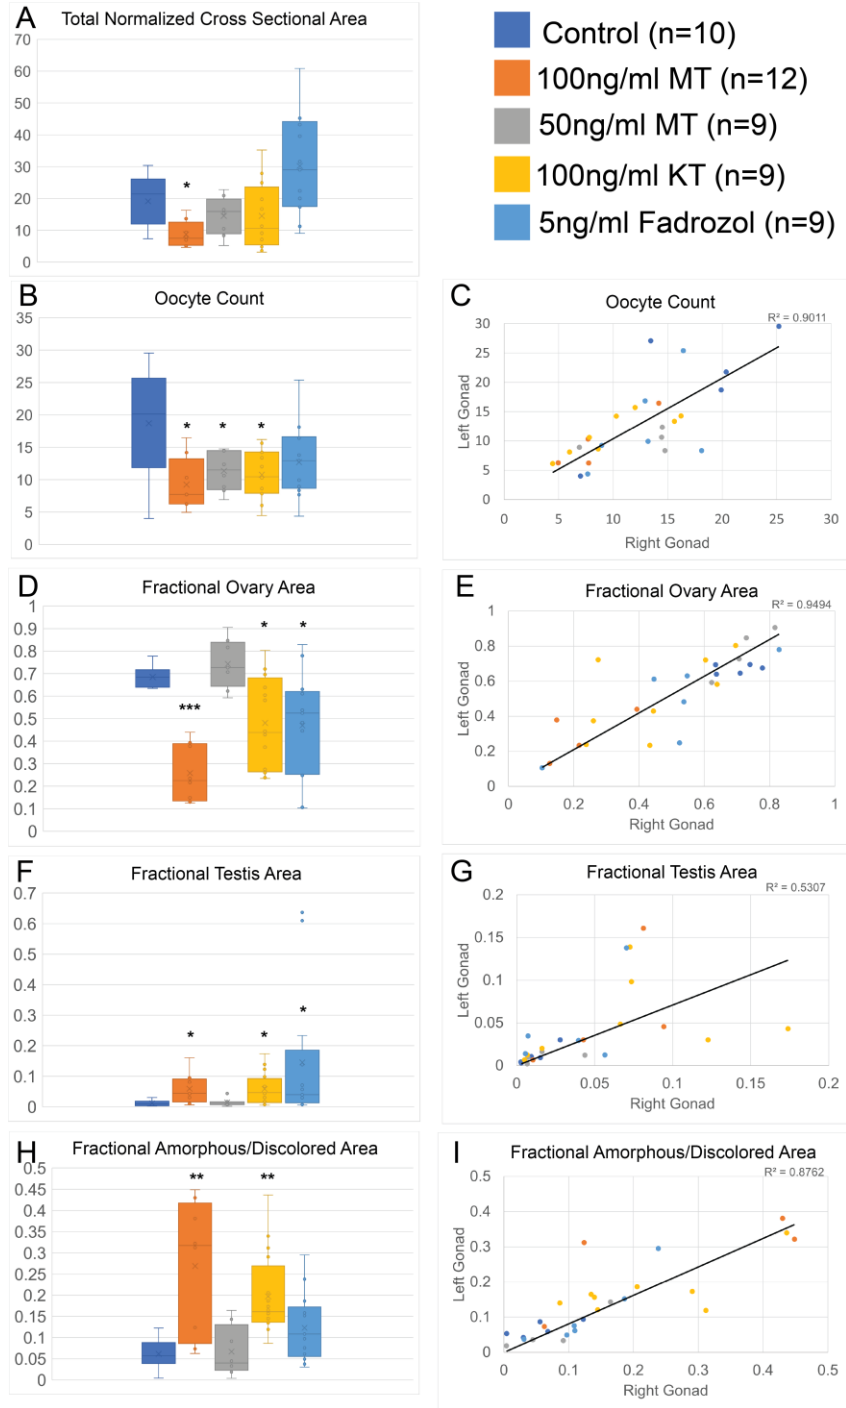 A
Total Normalized Cross Sectional Area
70
60
50
40
30
20
10
0
*
Control (n=10)
100ng/ml MT (n=12)
50ng/ml MT (n=9)
100ng/ml KT (n=9)
5ng/ml Fadrozol (n=9)
B
Oocyte Count
35
30
25
20
15
10
5
0
* * *
C
Oocyte Count
R² = 0.9011
Left Gonad
30
25
20
15
10
5
0
0 5 10 15 20 25 30
Right Gonad
D
Fractional Ovary Area
1
0.9
0.8
0.7
0.6
0.5
0.4
0.3
0.2
0.1
0
*** * *
E
Fractional Ovary Area
R² = 0.9494
Left Gonad
1
0.8
0.6
0.4
0.2
0
0 0.2 0.4 0.6 0.8 1
Right Gonad
F
Fractional Testis Area
0.7
0.6
0.5
0.4
0.3
0.2
0.1
0
* * *
G
Fractional Testis Area
R² = 0.5307
Left Gonad
0.2
0.15
0.1
0.05
0
0 0.05 0.1 0.15 0.2
Right Gonad
H
Fractional Amorphous/Discolored Area
0.5
0.45
0.4
0.35
0.3
0.25
0.2
0.15
0.1
0.05
0
** **
I
Fractional Amorphous/Discolored Area
R² = 0.8762
Left Gonad
0.5
0.4
0.3
0.2
0.1
0
0 0.1 0.2 0.3 0.4 0.5
Right Gonad